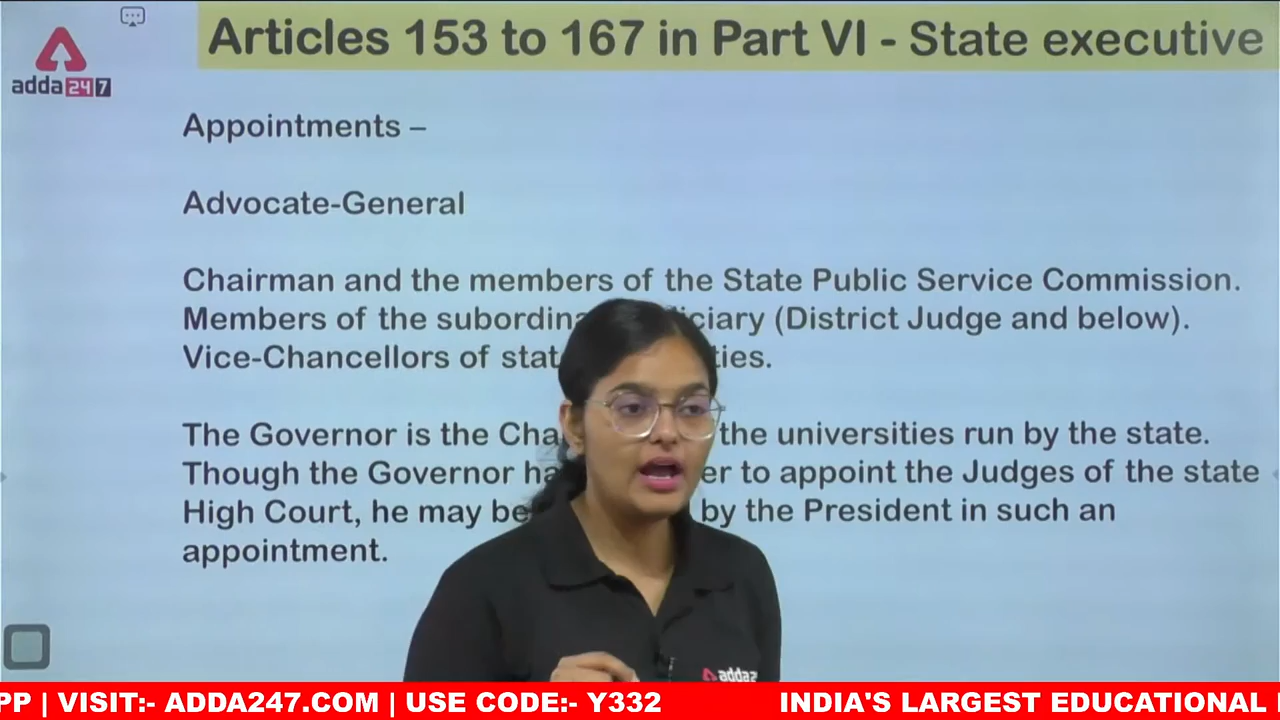 Articles 153 to 167 in Part VI - State executive
adda247
Appointments –
Advocate-General
Chairman and the members of the State Public Service Commission.
Members of the subordina ciary (District Judge and below).
Vice-Chancellors of stat ties.
The Governor is the Cha the universities run by the state.
Though the Governor ha er to appoint the Judges of the state
High Court, he may be by the President in such an
appointment.
adda2
PP | VISIT:- ADDA247.COM | USE CODE:- Y332 INDIA'S LARGEST EDUCATIONAL